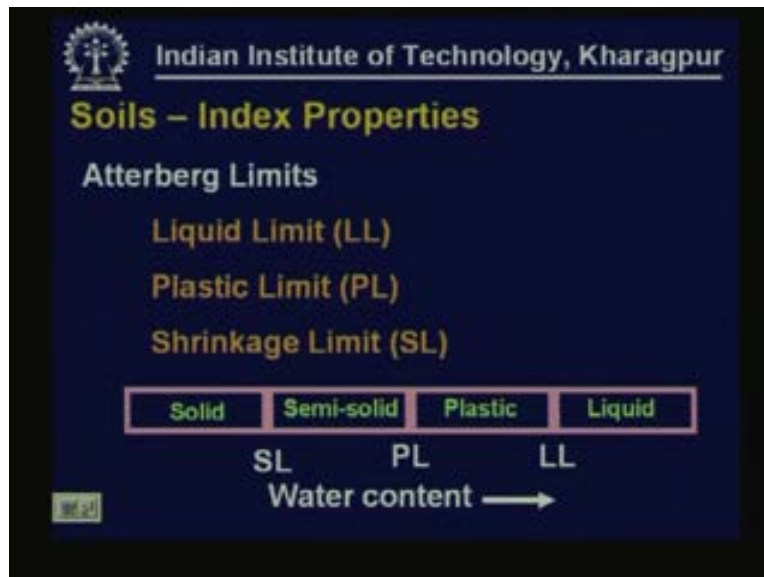 Indian Institute of Technology, Kharagpur
Soils – Index Properties
Atterberg Limits
Liquid Limit (LL)
Plastic Limit (PL)
Shrinkage Limit (SL)
Solid Semi-solid Plastic Liquid
SL PL LL
Water content